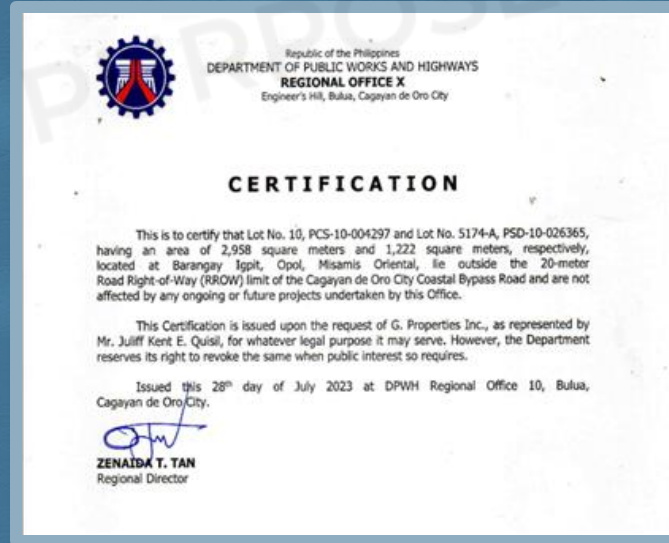 PURPOSE
Republic of the Philippines
DEPARTMENT OF PUBLIC WORKS AND HIGHWAYS
REGIONAL OFFICE X
Engineer's Hill, Bulua, Cagayan de Oro City
CERTIFICATION
This is to certify that Lot No. 10, PCS-10-004297 and Lot No. 5174-A, PSD-10-026365,
having an area of 2,958 square meters and 1,222 square meters, respectively,
located at Barangay Igpit, Opol, Misamis Oriental, lie outside the 20-meter
Road Right-of-Way (RROW) limit of the Cagayan de Oro City Coastal Bypass Road and are not
affected by any ongoing or future projects undertaken by this Office.
This Certification is issued upon the request of G. Properties Inc., as represented by
Mr. Juliff Kent E. Quisil, for whatever legal purpose it may serve. However, the Department
reserves its right to revoke the same when public interest so requires.
Issued this 28th day of July 2023 at DPWH Regional Office 10, Bulua,
Cagayan de Oro City.
ZENAIDA T. TAN
Regional Director